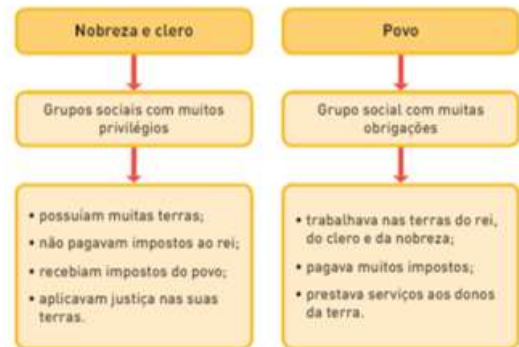 Nobreza e clero
Grupos sociais com muitos
privilégios
• possuíam muitas terras;
• não pagavam impostos ao rei;
• recebiam impostos do povo;
• aplicavam justiça nas suas
terras.
Povo
Grupo social com muitas
obrigações
• trabalhava nas terras do rei,
do clero e da nobreza;
• pagava muitos impostos;
• prestava serviços aos donos
da terra.